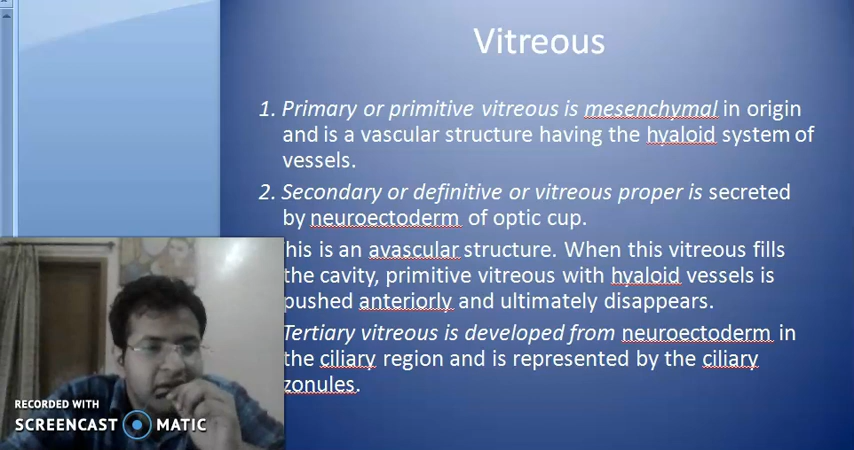 Vitreous
1. Primary or primitive vitreous is mesenchymal in origin
and is a vascular structure having the hyaloid system of
vessels.
2. Secondary or definitive or vitreous proper is secreted
by neuroectoderm of optic cup.
his is an avascular structure. When this vitreous fills
the cavity, primitive vitreous with hyaloid vessels is
pushed anteriorly and ultimately disappears.
Tertiary vitreous is developed from neuroectoderm in
the ciliary region and is represented by the ciliary
zonules.
RECORDED WITH
SCREENCAST MATIC